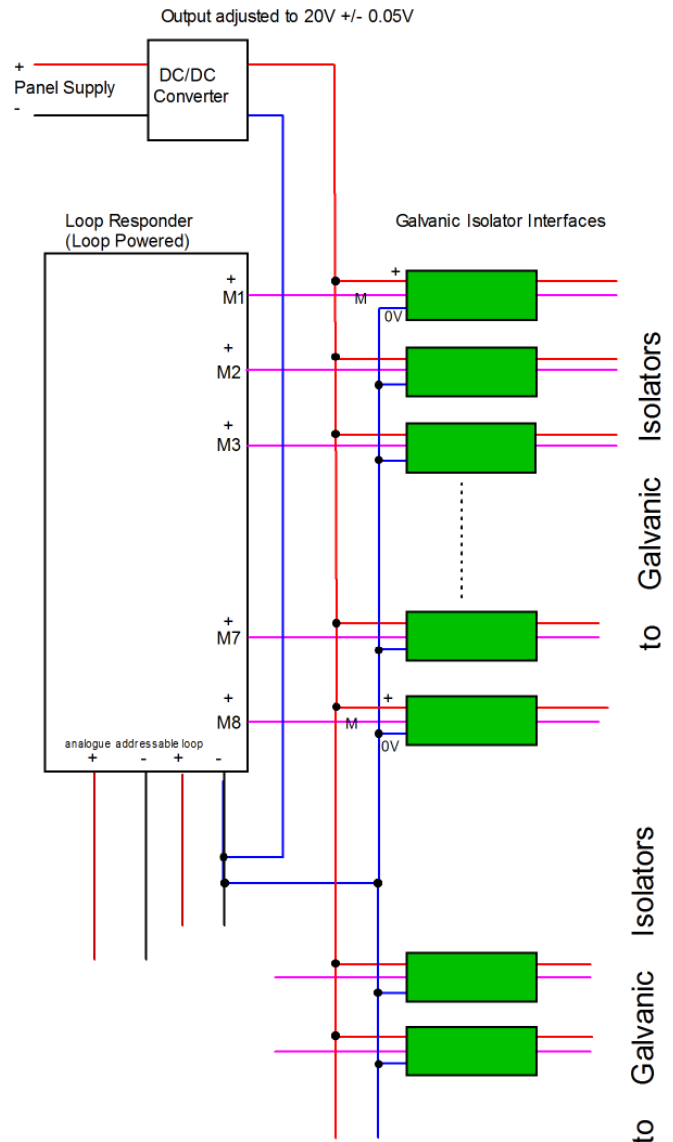 Output adjusted to 20V +/- 0.05V
+
Panel Supply
-
DC/DC
Converter
Loop Responder
(Loop Powered)
Galvanic Isolator Interfaces
+
M1
+
M
0V
+
M2
+
M3
+
M7
+
M8
+
M
0V
analogue addressable loop
+ - + -
to Galvanic Isolators
to Galvanic Isolators